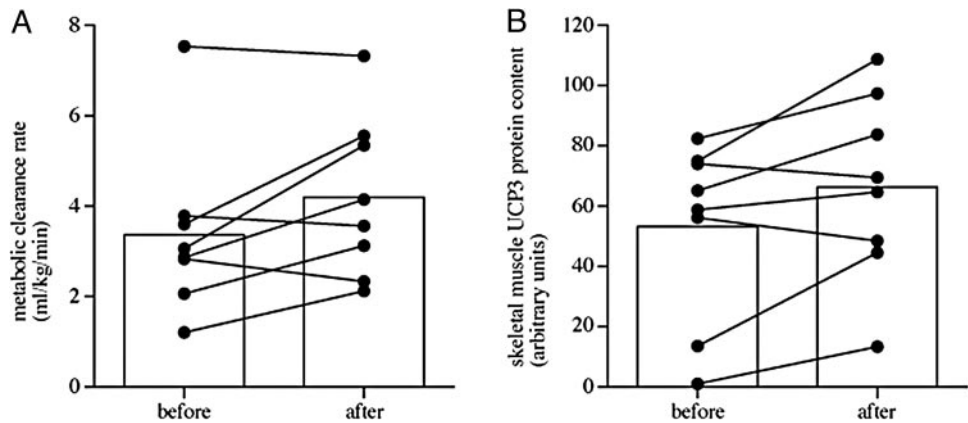 A
metabolic clearance rate
(ml/kg/min)
8
6
4
2
0
before after
B
skeletal muscle UCP3 protein content
(arbitrary units)
120
100
80
60
40
20
0
before after